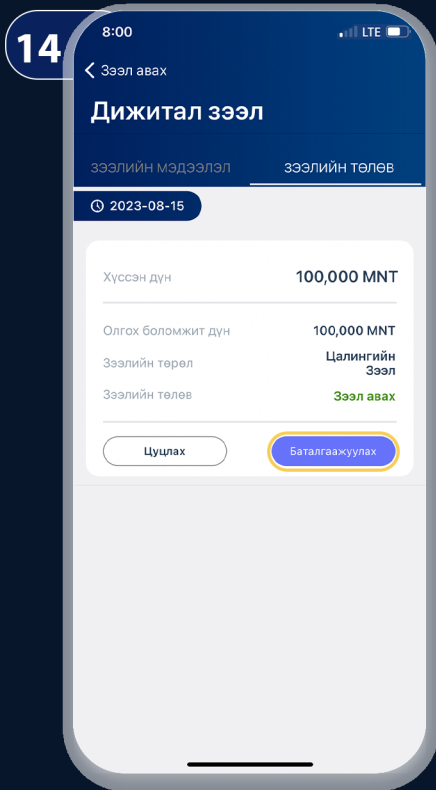 14
8:00
LTE
Зээл авах
Дижитал зээл
ЗЭЭЛИЙН МЭДЭЭЛЭЛ
ЗЭЭЛИЙН ТӨЛӨВ
2023-08-15
Хүссэн дүн
100,000 MNT
Олгох боломжит дүн
100,000 MNT
Зээлийн төрөл
Цалингийн
Зээл
Зээлийн төлөв
Зээл авах
Цуцлах
Баталгаажуулах